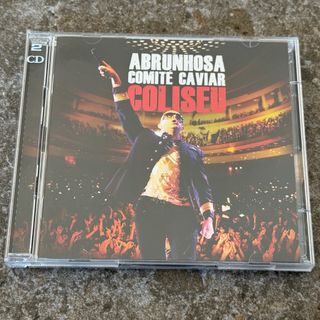 2
CD
ABRUNHOSA
COMITÉ CAVIAR
COLISEU